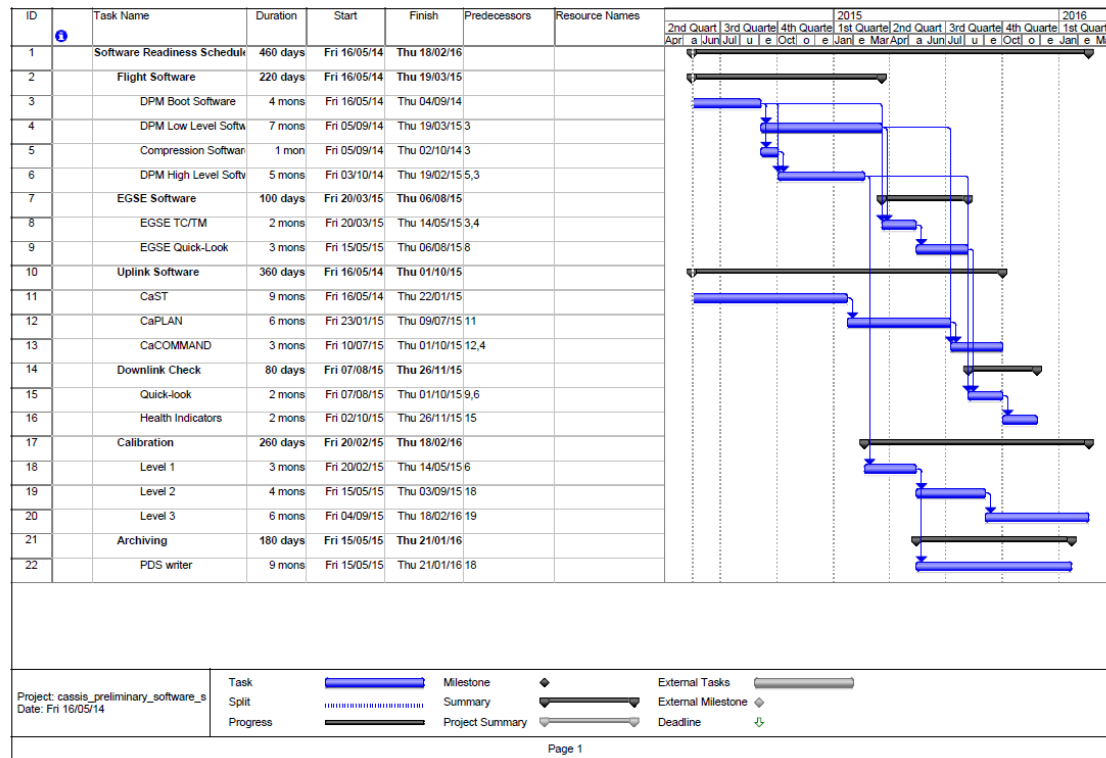 ID Task Name Duration Start Finish Predecessors Resource Names
2015 2016
2nd Quart 3rd Quarte 4th Quarte 1st Quarte 2nd Quart 3rd Quarte 4th Quarte 1st Quar
Apr a Jun Jul u e Oct o e Jan e Mar Apr a Jun Jul u e Oct o e Jan e Ma
1 Software Readiness Schedule 460 days Fri 16/05/14 Thu 18/02/16
2 Flight Software 220 days Fri 16/05/14 Thu 19/03/15
3 DPM Boot Software 4 mons Fri 16/05/14 Thu 04/09/14
4 DPM Low Level Softw 7 mons Fri 05/09/14 Thu 19/03/15 3
5 Compression Softwar 1 mon Fri 05/09/14 Thu 02/10/14 3
6 DPM High Level Softw 5 mons Fri 03/10/14 Thu 19/02/15 5,3
7 EGSE Software 100 days Fri 20/03/15 Thu 06/08/15
8 EGSE TC/TM 2 mons Fri 20/03/15 Thu 14/05/15 3,4
9 EGSE Quick-Look 3 mons Fri 15/05/15 Thu 06/08/15 8
10 Uplink Software 360 days Fri 16/05/14 Thu 01/10/15
11 CaST 9 mons Fri 16/05/14 Thu 22/01/15
12 CaPLAN 6 mons Fri 23/01/15 Thu 09/07/15 11
13 CaCOMMAND 3 mons Fri 10/07/15 Thu 01/10/15 12,4
14 Downlink Check 80 days Fri 07/08/15 Thu 26/11/15
15 Quick-look 2 mons Fri 07/08/15 Thu 01/10/15 9,6
16 Health Indicators 2 mons Fri 02/10/15 Thu 26/11/15 15
17 Calibration 260 days Fri 20/02/15 Thu 18/02/16
18 Level 1 3 mons Fri 20/02/15 Thu 14/05/15 6
19 Level 2 4 mons Fri 15/05/15 Thu 03/09/15 18
20 Level 3 6 mons Fri 04/09/15 Thu 18/02/16 19
21 Archiving 180 days Fri 15/05/15 Thu 21/01/16
22 PDS writer 9 mons Fri 15/05/15 Thu 21/01/16 18
Project: cassis_preliminary_software_s
Date: Fri 16/05/14
Task Milestone External Tasks
Split Summary External Milestone
Progress Project Summary Deadline
Page 1